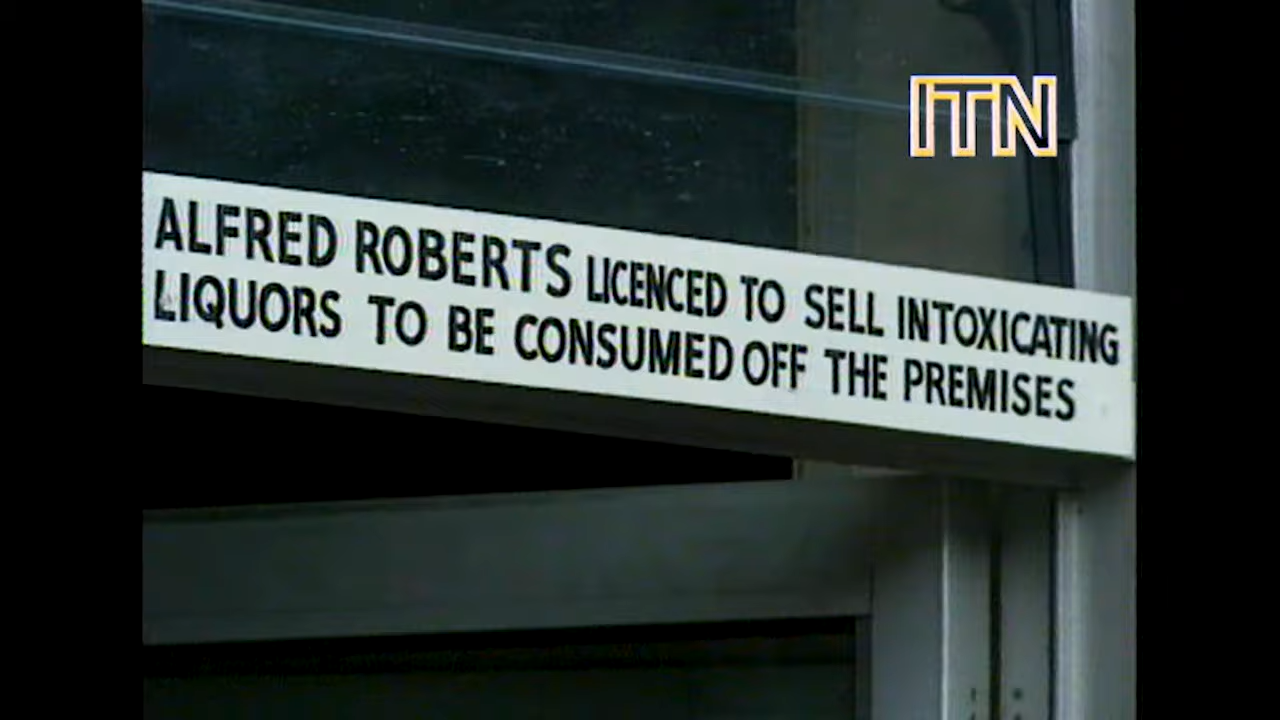 ITN
ALFRED ROBERTS LICENCED TO SELL INTOXICATING
LIQUORS TO BE CONSUMED OFF THE PREMISES